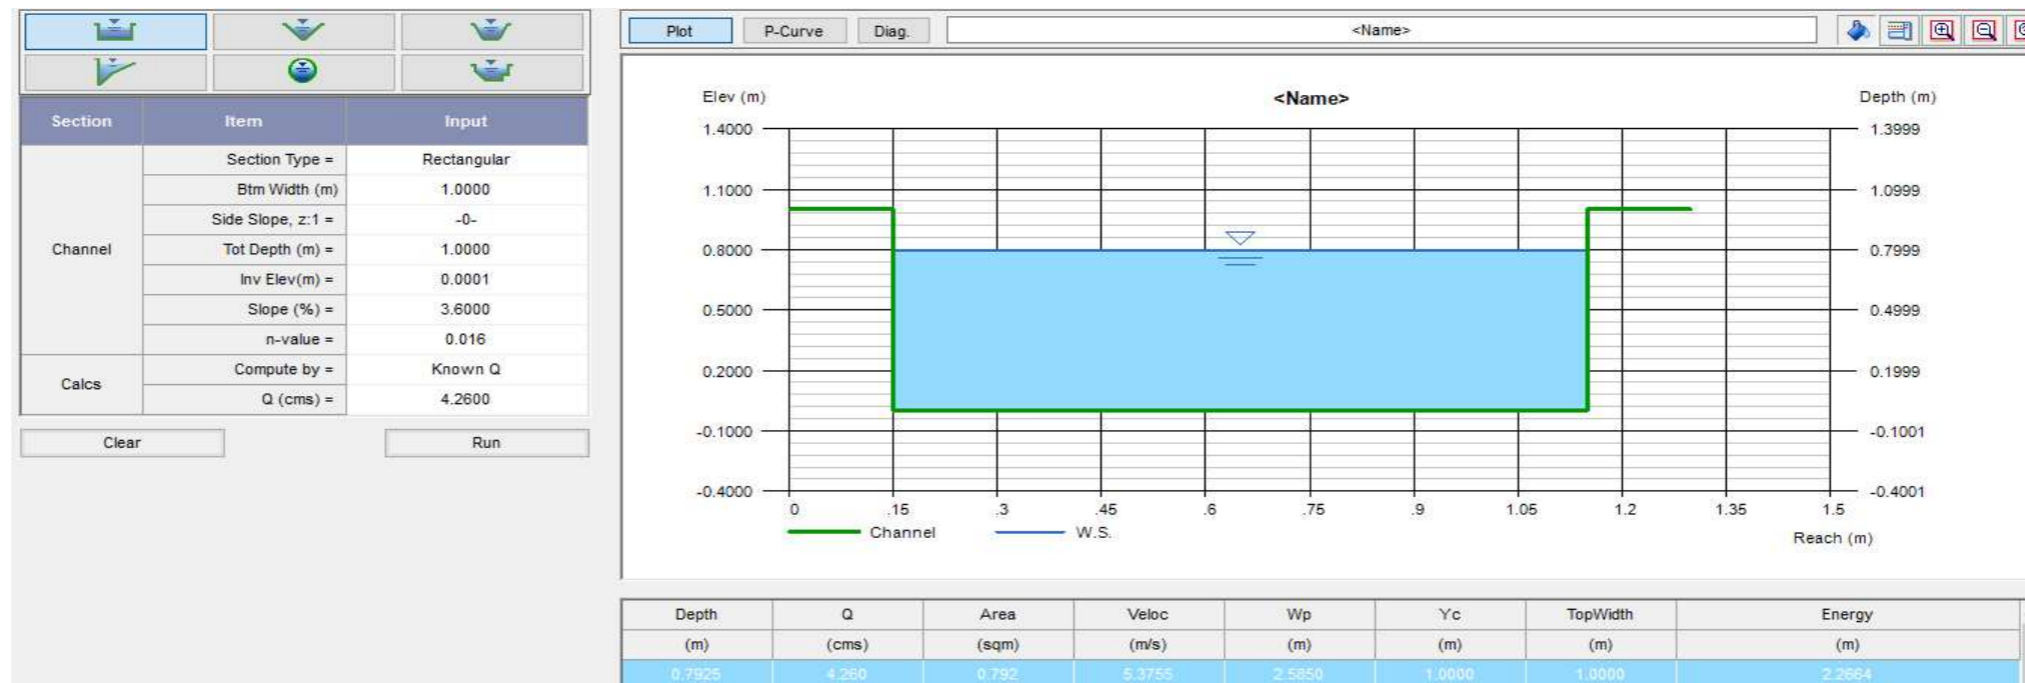 Section Item Input
Channel
Section Type = Rectangular
Btm Width (m) 1.0000
Side Slope, z:1 = -0-
Tot Depth (m) = 1.0000
Inv Elev(m) = 0.0001
Slope (%) = 3.6000
n-value = 0.016
Calcs
Compute by = Known Q
Q (cms) = 4.2600
Clear Run
Plot P-Curve Diag. <Name>
Elev (m) <Name> Depth (m)
1.4000 1.3999
1.1000 1.0999
0.8000 0.7999
0.5000 0.4999
0.2000 0.1999
-0.1000 -0.1001
-0.4000 -0.4001
0 .15 .3 .45 .6 .75 .9 1.05 1.2 1.35 1.5
Channel W.S.
Reach (m)
Depth Q Area Veloc Wp Yc TopWidth Energy
(m) (cms) (sqm) (m/s) (m) (m) (m) (m)
0.7925 4.260 0.792 5.3755 2.5850 1.0000 1.0000 2.2664